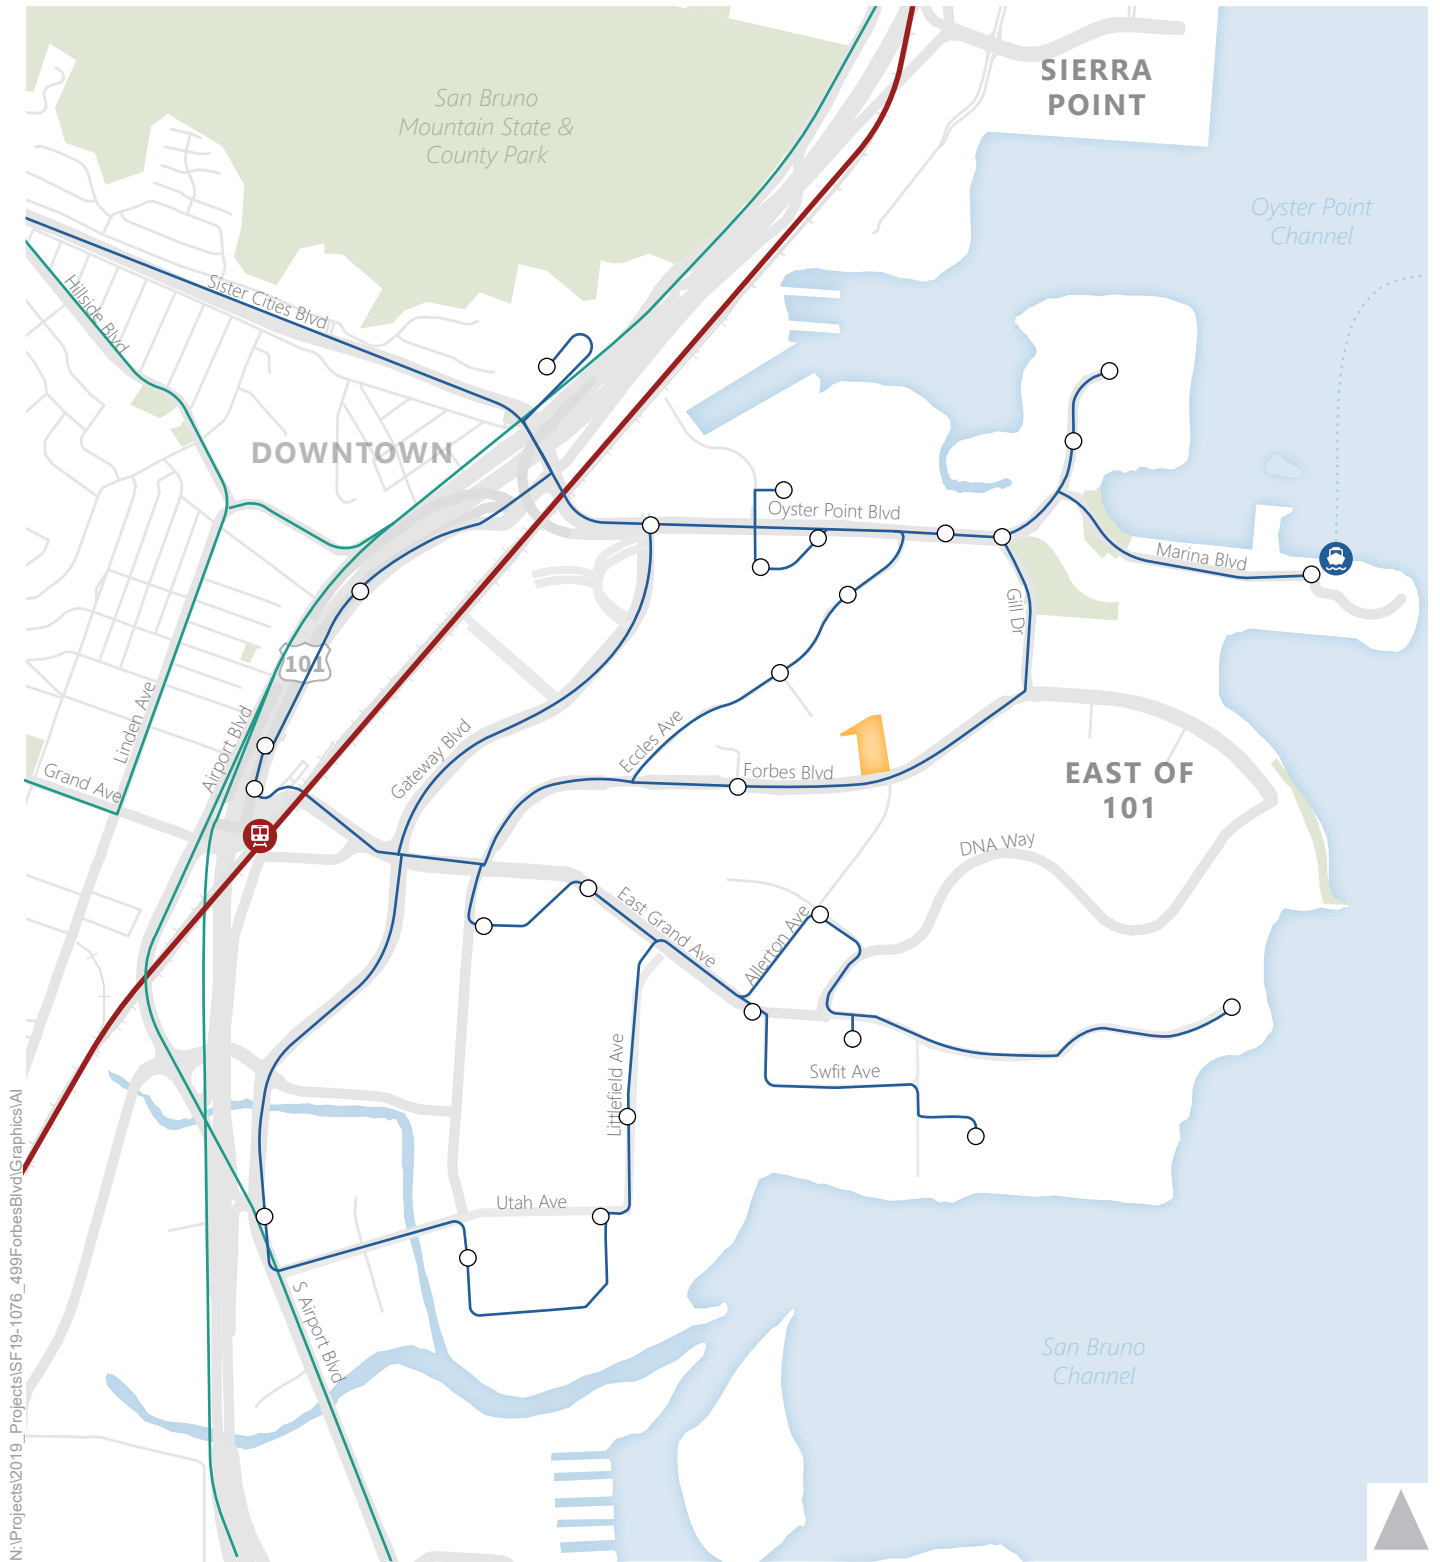 SIERRA
POINT
San Bruno
Mountain State &
County Park
Oyster Point
Channel
Sister Cities Blvd
Hillside Blvd
DOWNTOWN
Oyster Point Blvd
Marina Blvd
Gill Dr
101
Linden Ave
Airport Blvd
Grand Ave
Gateway Blvd
Eccles Ave
Forbes Blvd
EAST OF
101
DNA Way
East Grand Ave
Allerton Ave
Littlefield Ave
Swfit Ave
Utah Ave
S Airport Blvd
San Bruno
Channel
N:\Projects\2019_Projects\SF19-1076_499ForbesBlvd\Graphics\AI